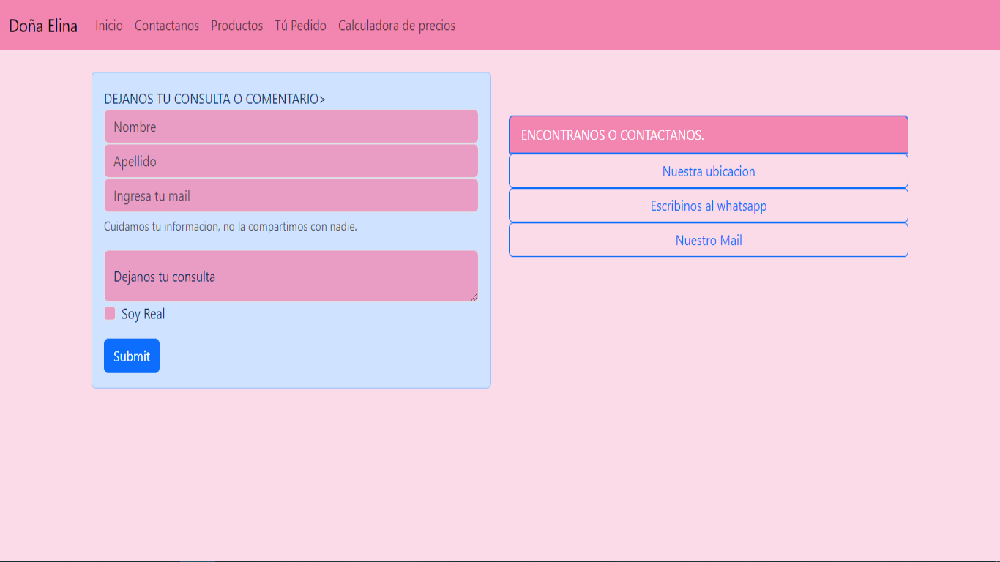 Doña Elina Inicio Contactanos Productos Tú Pedido Calculadora de precios
DEJANOS TU CONSULTA O COMENTARIO>
Nombre
Apellido
Ingresa tu mail
Cuidamos tu informacion, no la compartimos con nadie.
Dejanos tu consulta
Soy Real
Submit
ENCONTRANOS O CONTACTANOS.
Nuestra ubicacion
Escribinos al whatsapp
Nuestro Mail